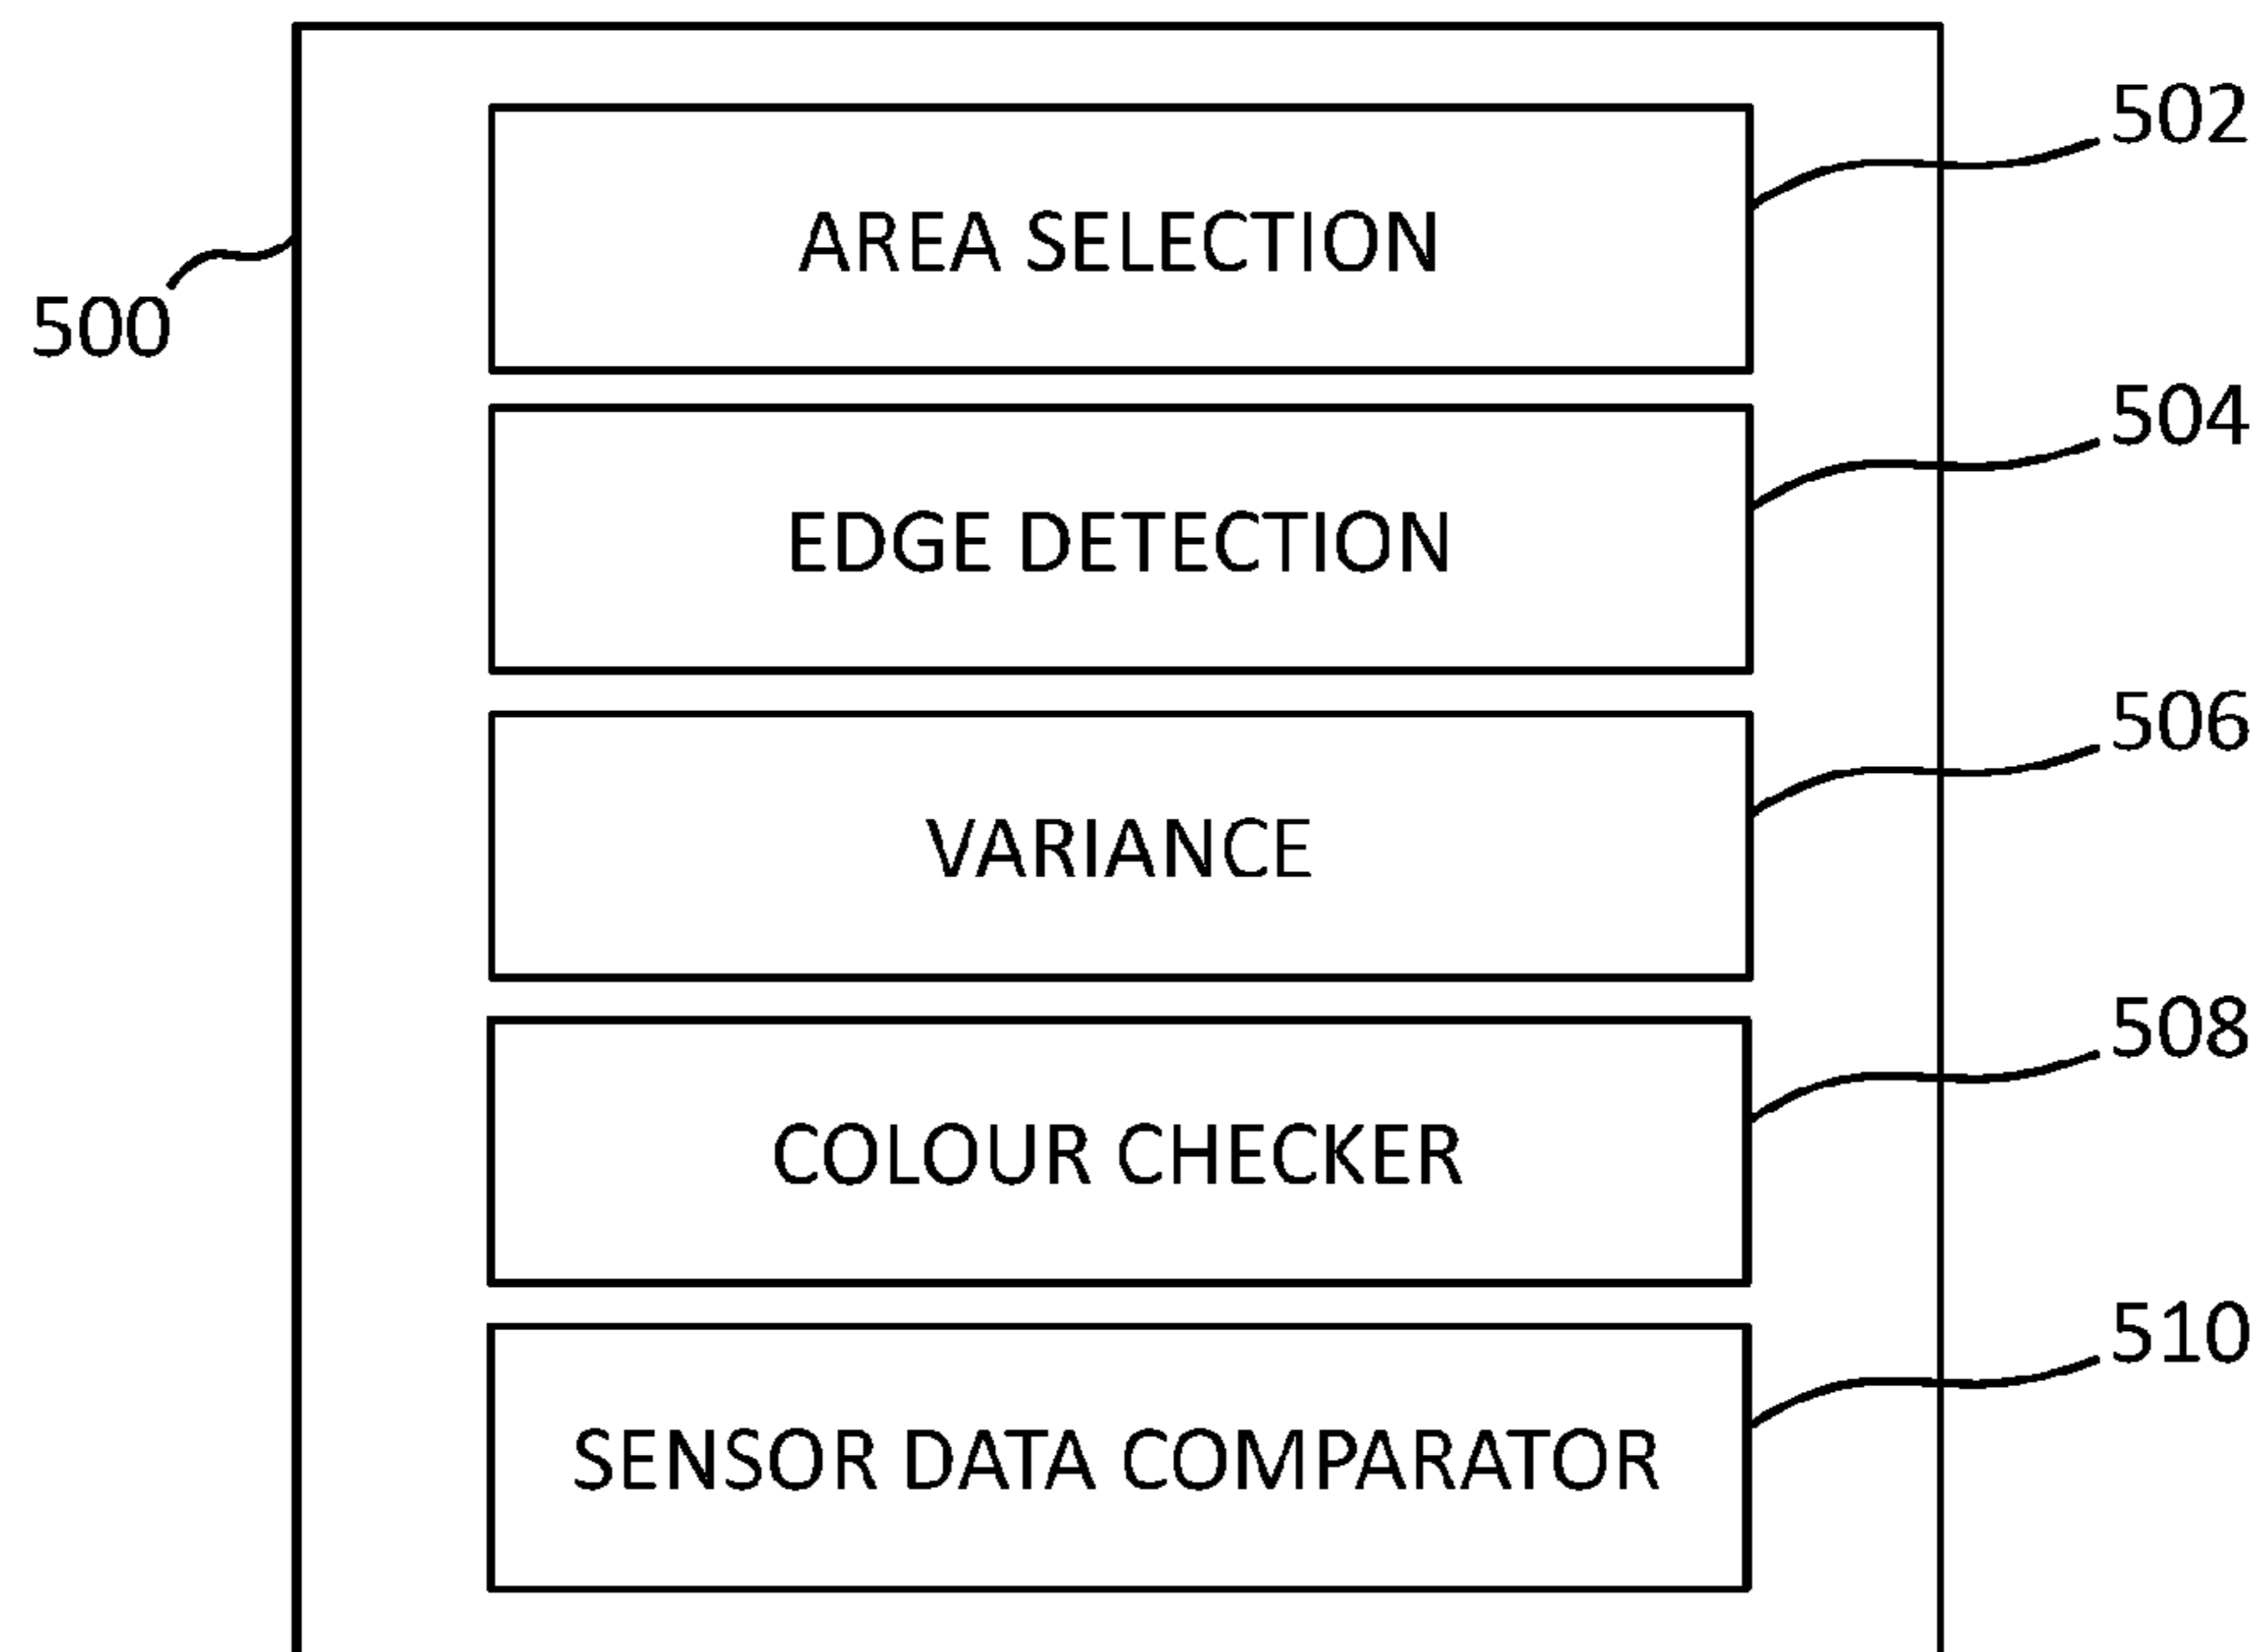 502
AREA SELECTION
500
504
EDGE DETECTION
506
VARIANCE
508
COLOUR CHECKER
510
SENSOR DATA COMPARATOR